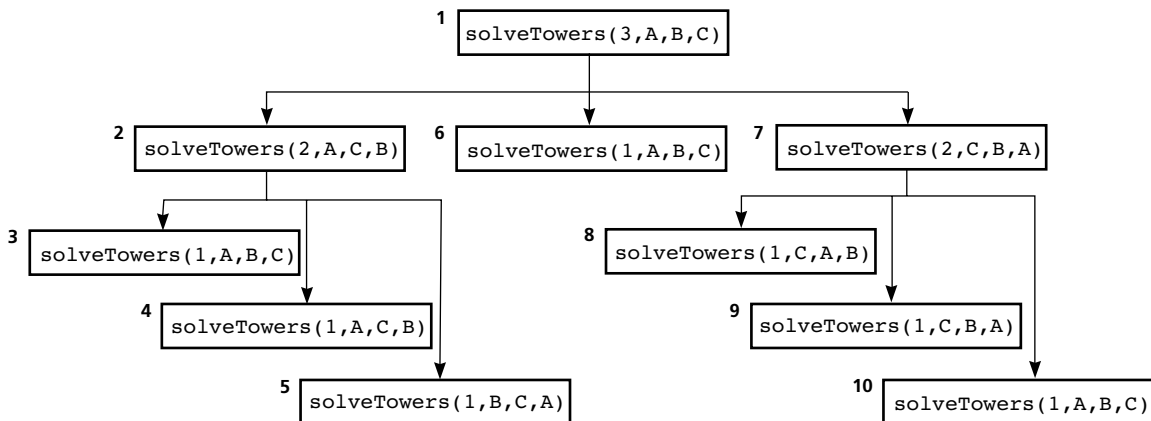 1 solveTowers(3,A,B,C)
2 solveTowers(2,A,C,B)
6 solveTowers(1,A,B,C)
7 solveTowers(2,C,B,A)
3 solveTowers(1,A,B,C)
8 solveTowers(1,C,A,B)
4 solveTowers(1,A,C,B)
9 solveTowers(1,C,B,A)
5 solveTowers(1,B,C,A)
10 solveTowers(1,A,B,C)